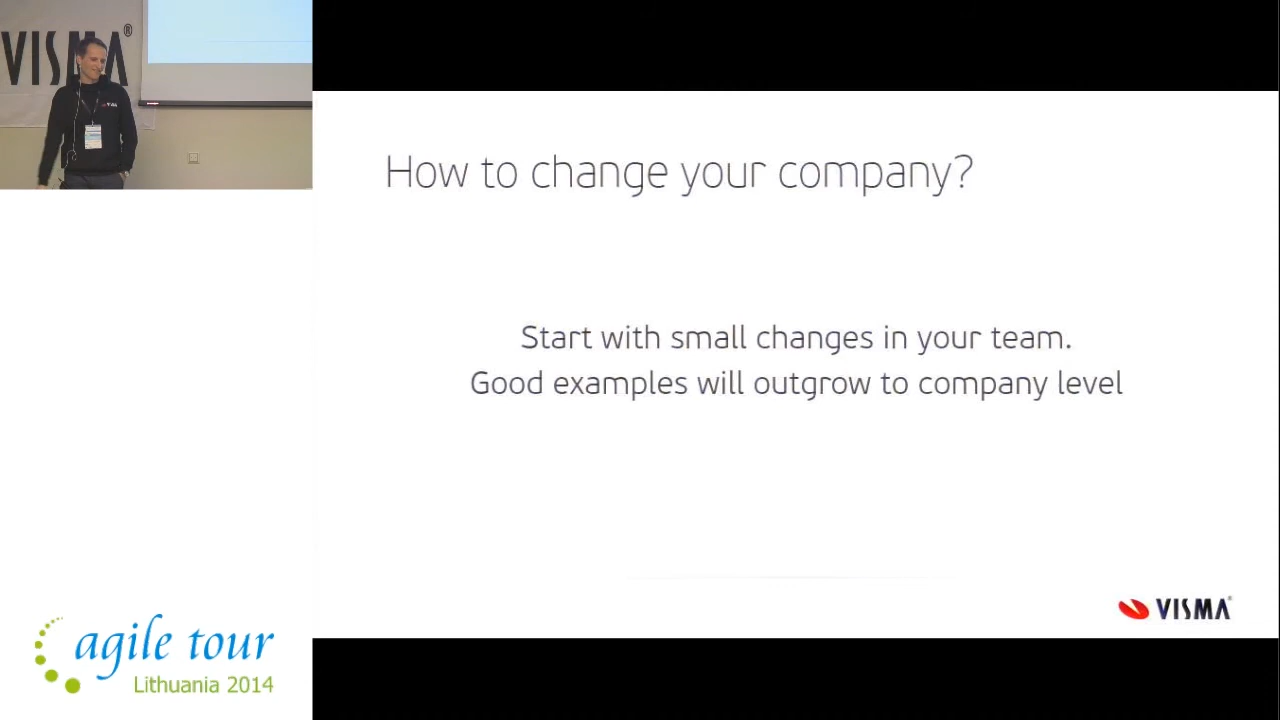 VISMA®
How to change your company?
Start with small changes in your team.
Good examples will outgrow to company level
VISMA®
agile tour
Lithuania 2014